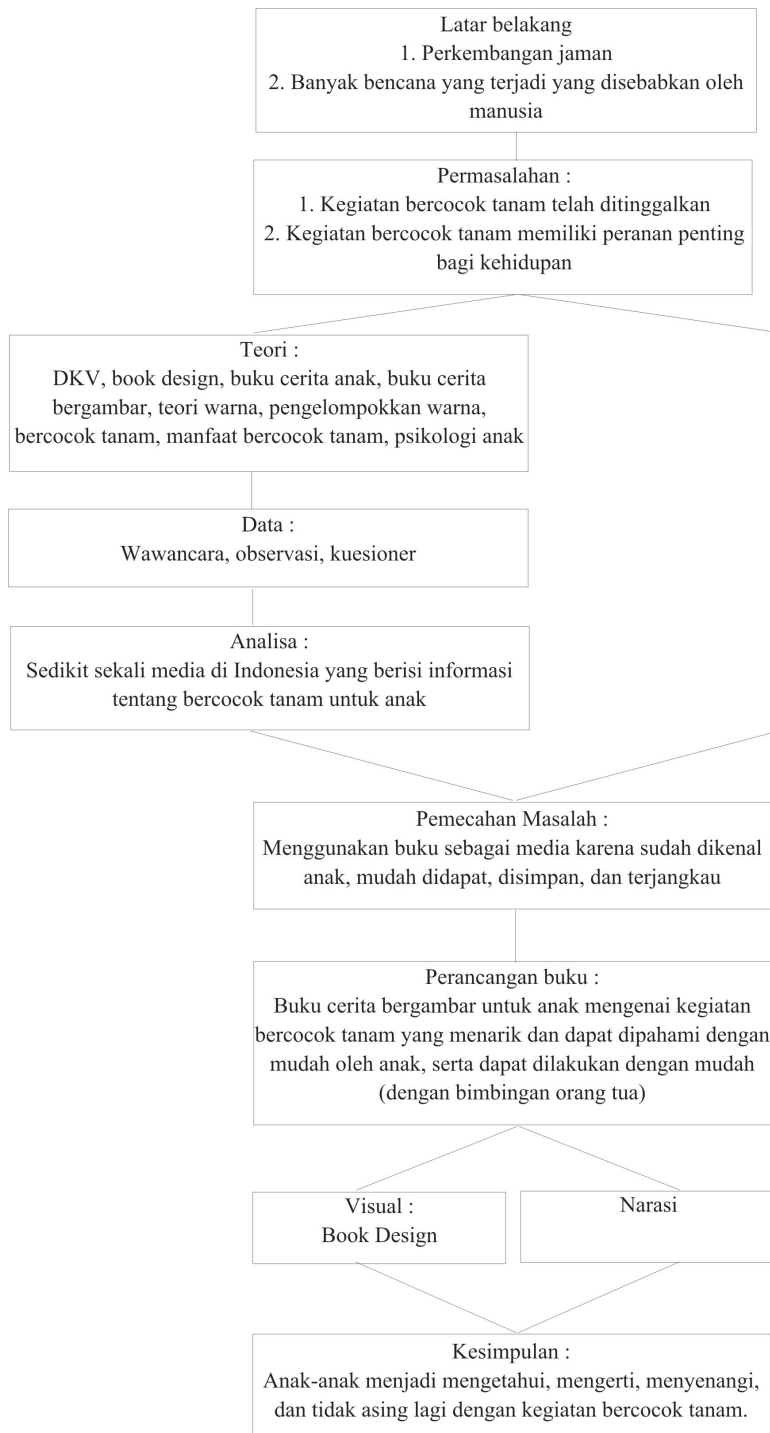 Latar belakang
1. Perkembangan jaman
2. Banyak bencana yang terjadi yang disebabkan oleh
manusia
Permasalahan :
1. Kegiatan bercocok tanam telah ditinggalkan
2. Kegiatan bercocok tanam memiliki peranan penting
bagi kehidupan
Teori :
DKV, book design, buku cerita anak, buku cerita
bergambar, teori warna, pengelompokkan warna,
bercocok tanam, manfaat bercocok tanam, psikologi anak
Data :
Wawancara, observasi, kuesioner
Analisa :
Sedikit sekali media di Indonesia yang berisi informasi
tentang bercocok tanam untuk anak
Pemecahan Masalah :
Menggunakan buku sebagai media karena sudah dikenal
anak, mudah didapat, disimpan, dan terjangkau
Perancangan buku :
Buku cerita bergambar untuk anak mengenai kegiatan
bercocok tanam yang menarik dan dapat dipahami dengan
mudah oleh anak, serta dapat dilakukan dengan mudah
(dengan bimbingan orang tua)
Visual :
Book Design
Narasi
Kesimpulan :
Anak-anak menjadi mengetahui, mengerti, menyenangi,
dan tidak asing lagi dengan kegiatan bercocok tanam.